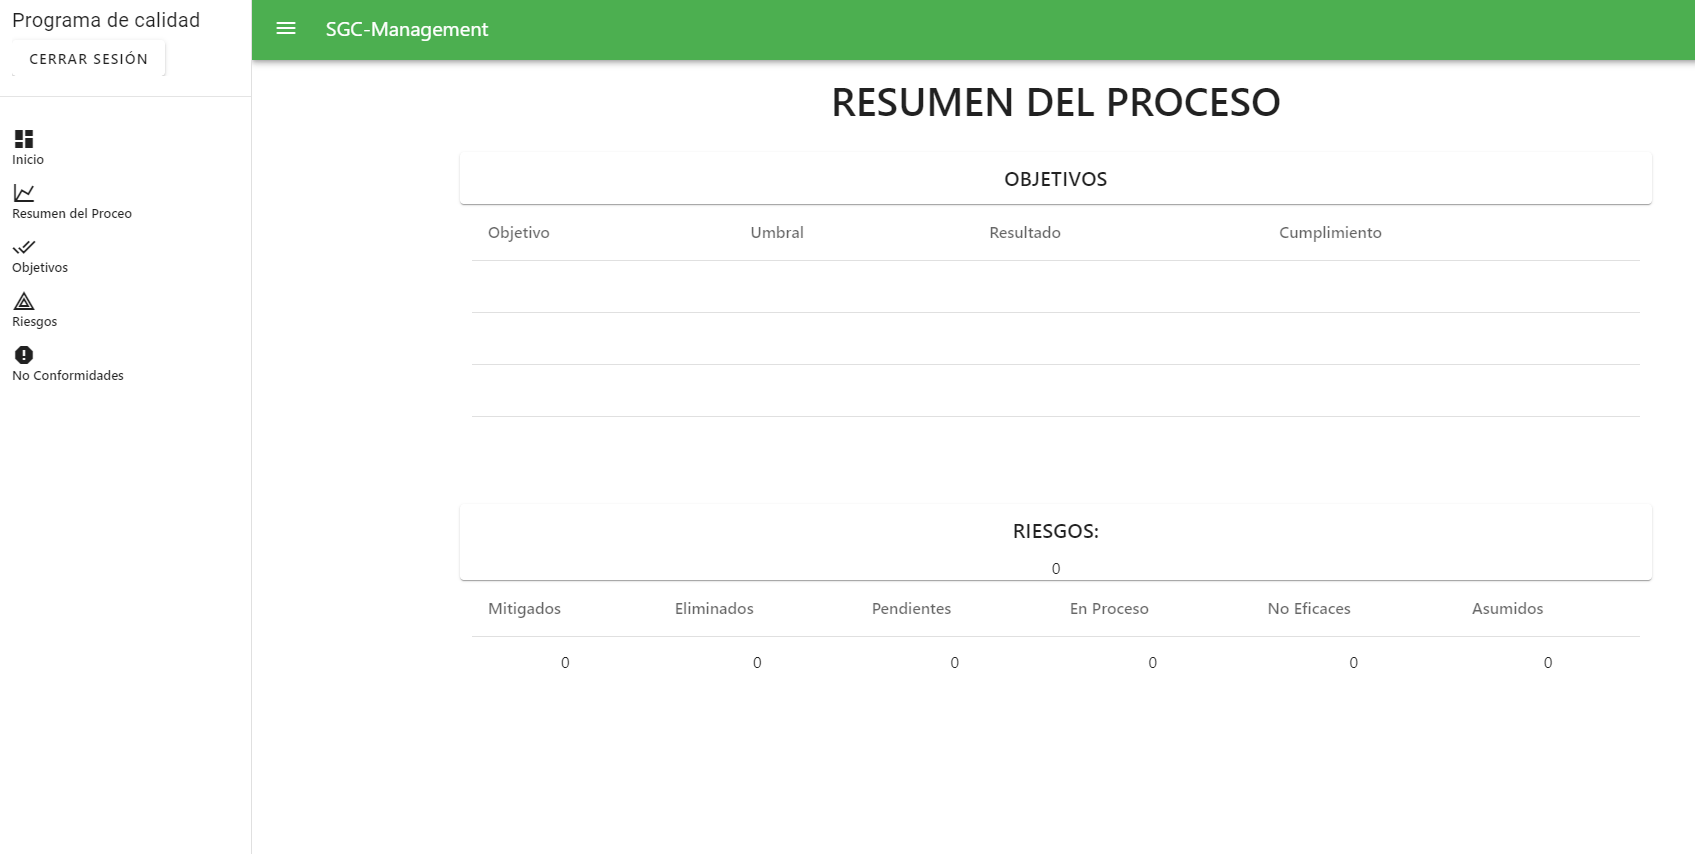 Programa de calidad
CERRAR SESIÓN
Inicio
Resumen del Proceo
Objetivos
Riesgos
No Conformidades
SGC-Management
RESUMEN DEL PROCESO
OBJETIVOS
Objetivo Umbral Resultado Cumplimiento
RIESGOS:
0
Mitigados Eliminados Pendientes En Proceso No Eficaces Asumidos
0 0 0 0 0 0